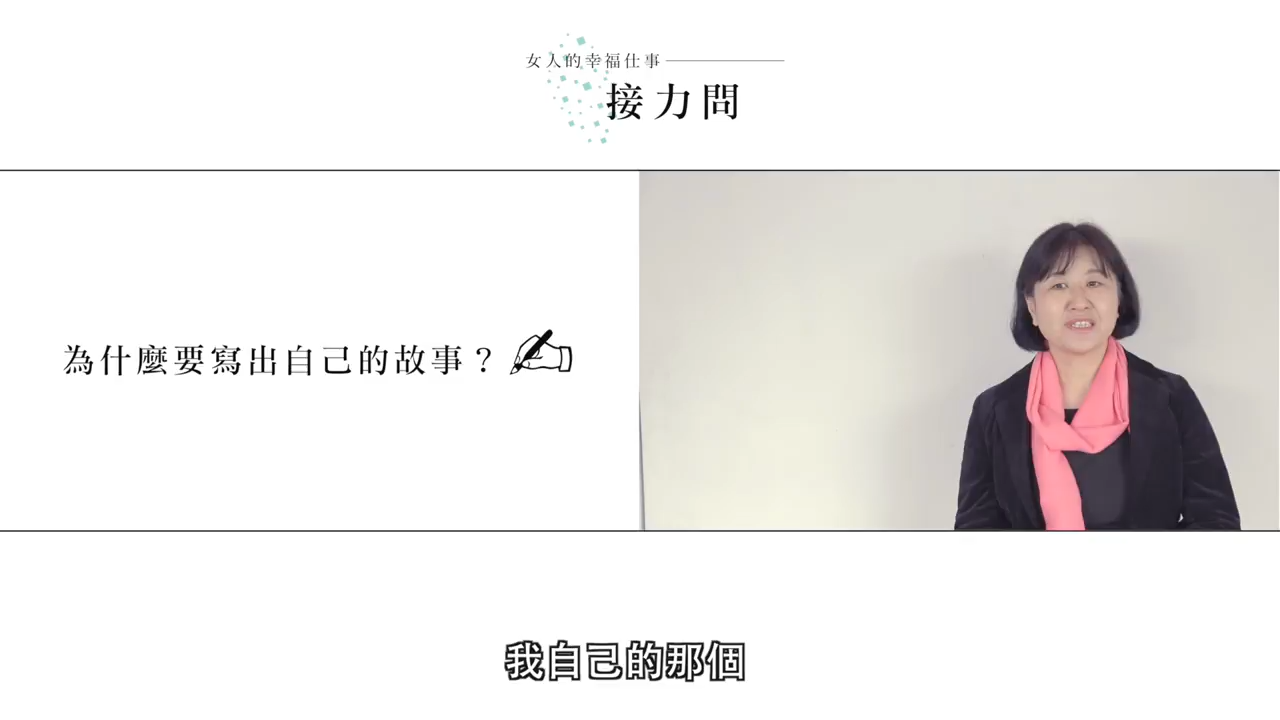 女人的幸福仕事
接力問
為什麼要寫出自己的故事？
我自己的那個